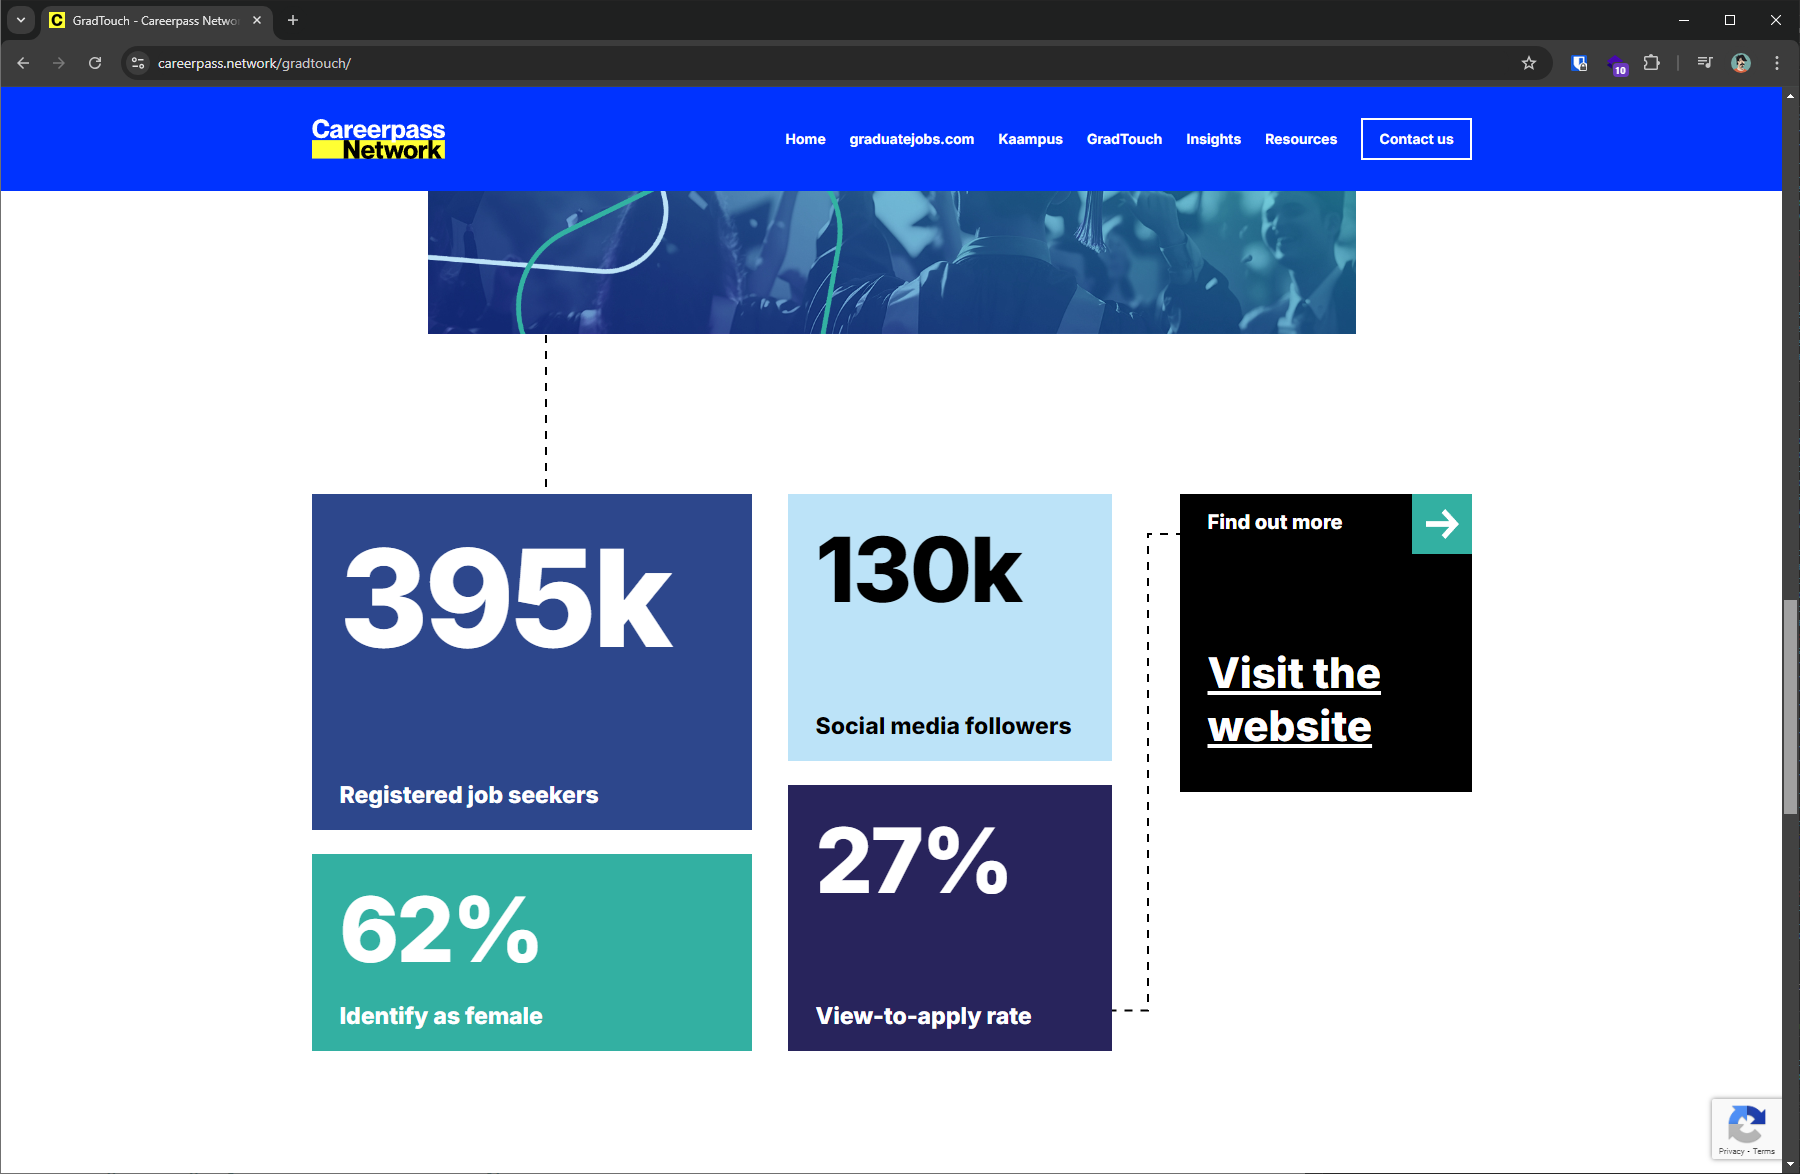 GradTouch - Careerpass Netwo
careerpass.network/gradtouch/
10
Careerpass
Network
Home
graduatejobs.com
Kaampus
GradTouch
Insights
Resources
Contact us
395k
Registered job seekers
130k
Social media followers
Find out more
Visit the
website
62%
Identify as female
27%
View-to-apply rate
Privacy - Terms